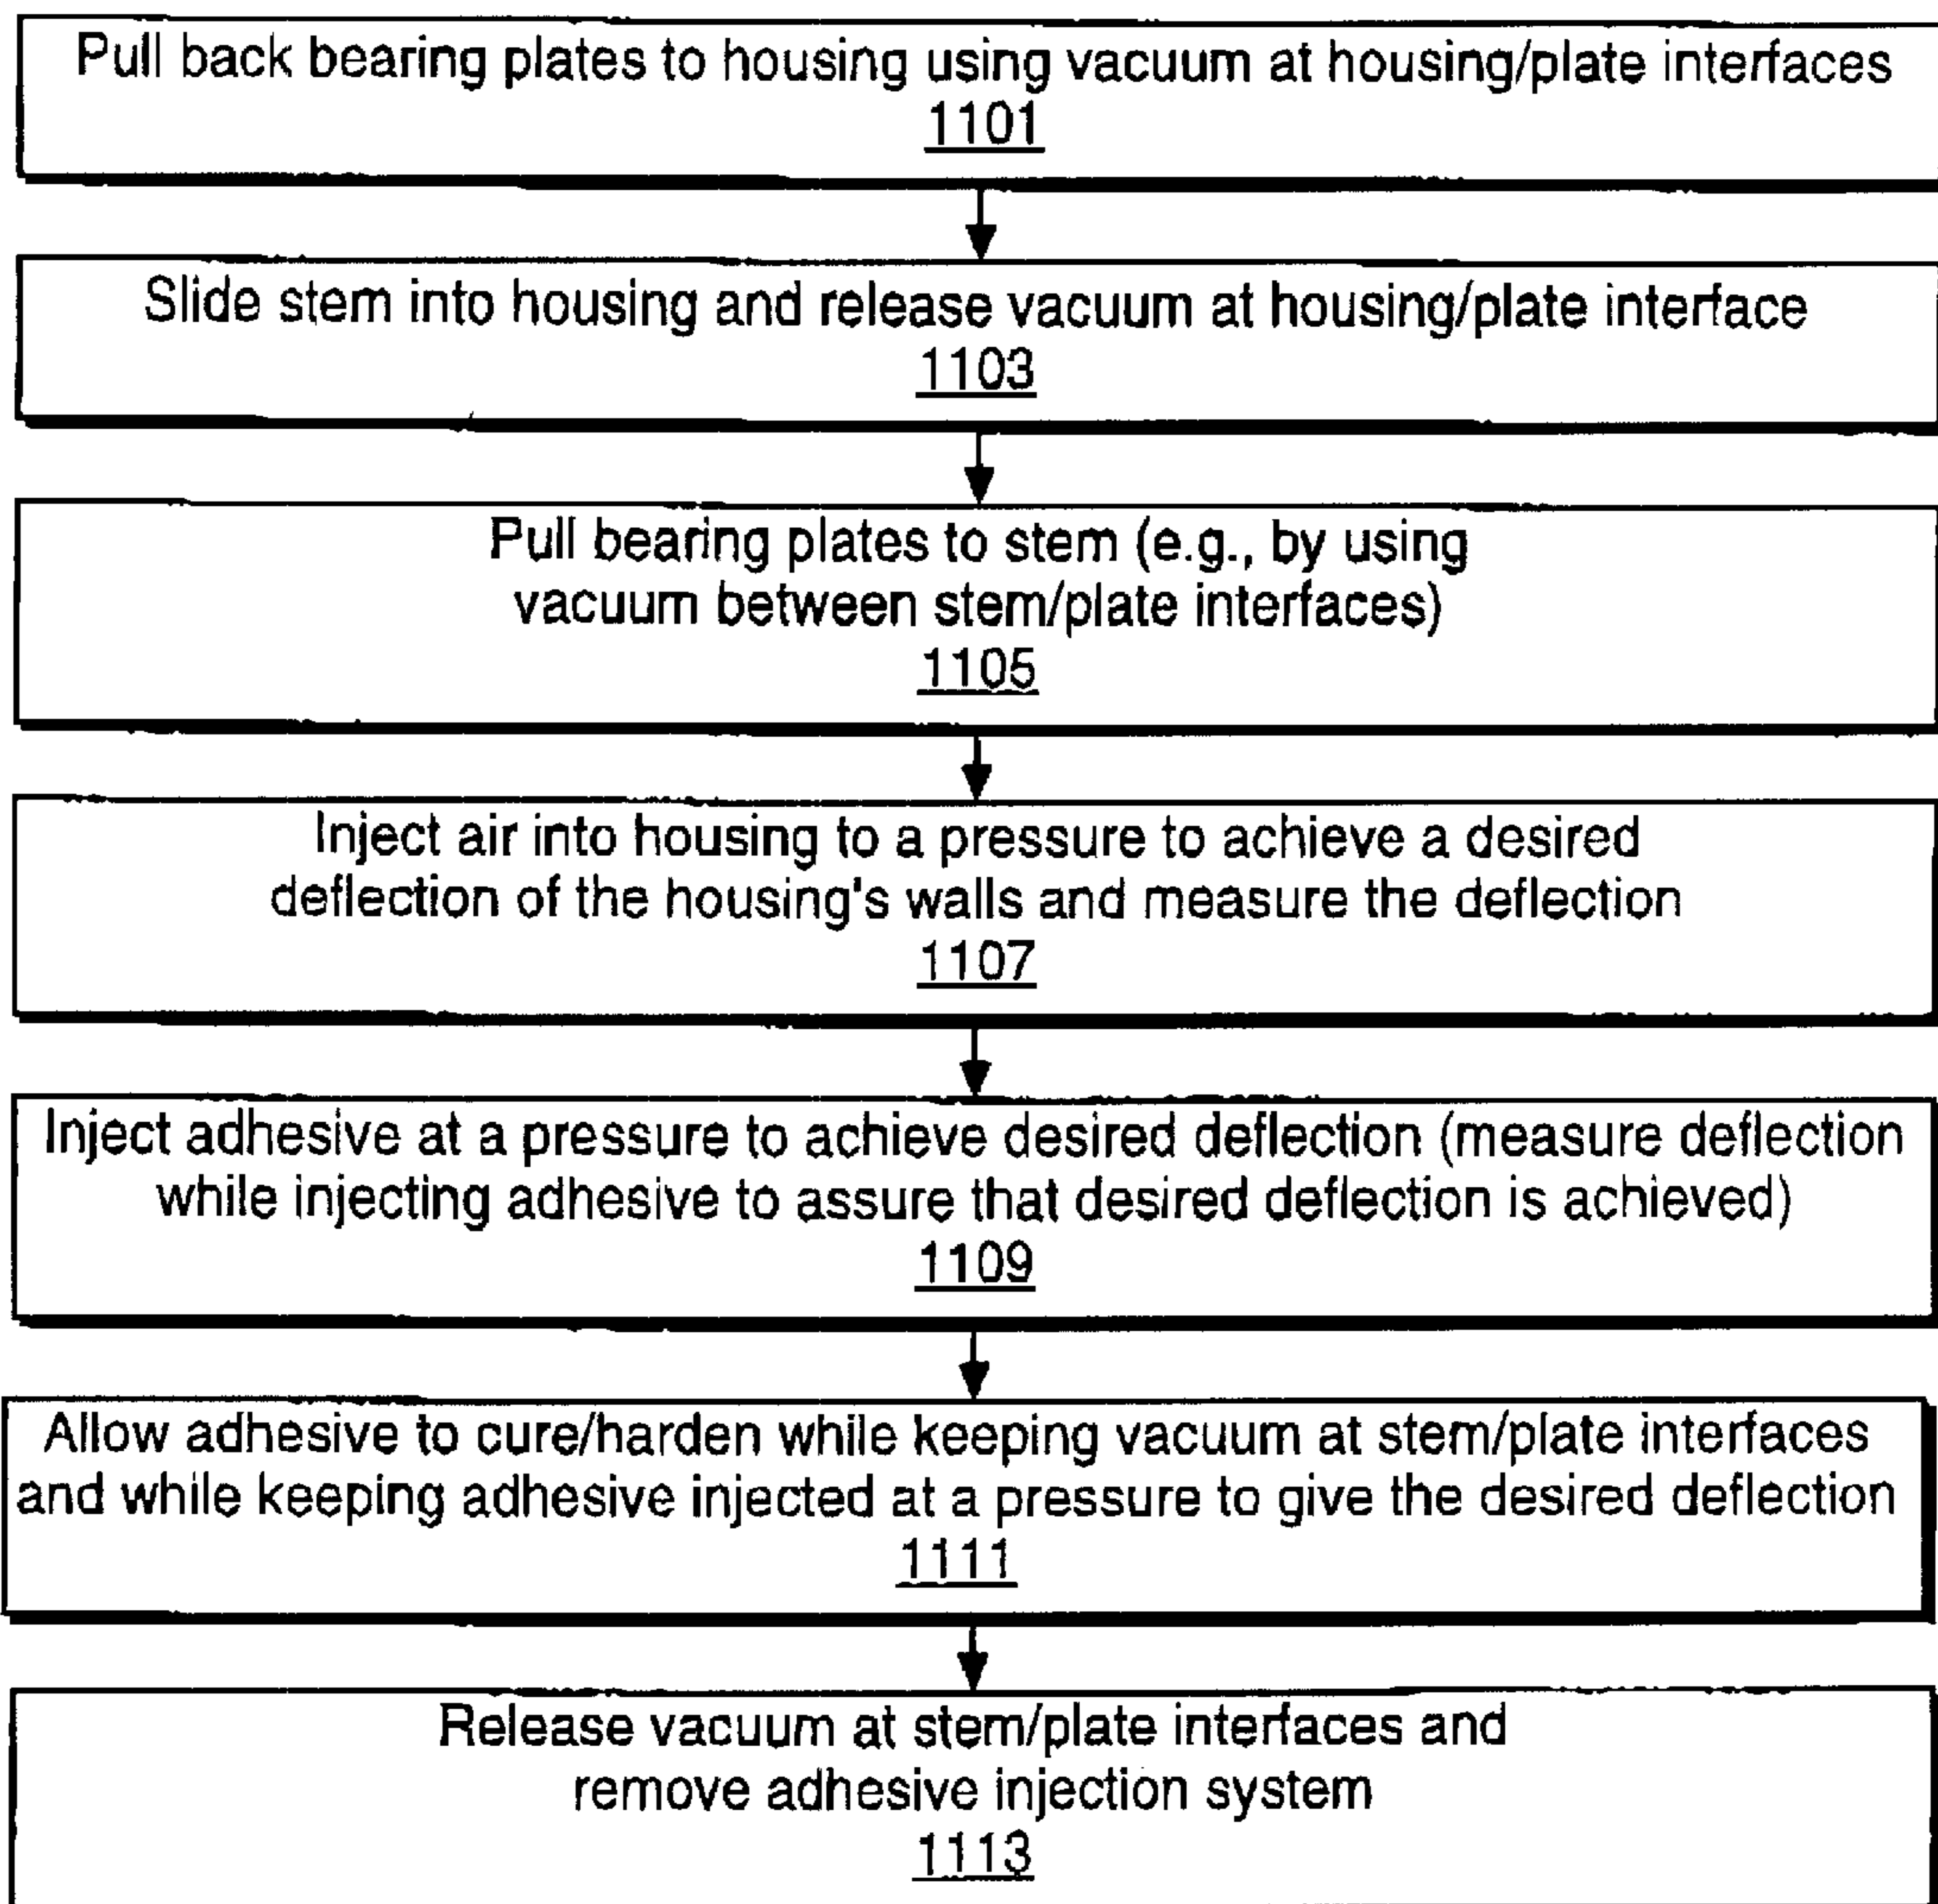 Pull back bearing plates to housing using vacuum at housing/plate interfaces
1101
Slide stem into housing and release vacuum at housing/plate interface
1103
Pull bearing plates to stem (e.g., by using
vacuum between stem/plate interfaces)
1105
Inject air into housing to a pressure to achieve a desired
deflection of the housing's walls and measure the deflection
1107
Inject adhesive at a pressure to achieve desired deflection (measure deflection
while injecting adhesive to assure that desired deflection is achieved)
1109
Allow adhesive to cure/harden while keeping vacuum at stem/plate interfaces
and while keeping adhesive injected at a pressure to give the desired deflection
1111
Release vacuum at stem/plate interfaces and
remove adhesive injection system
1113